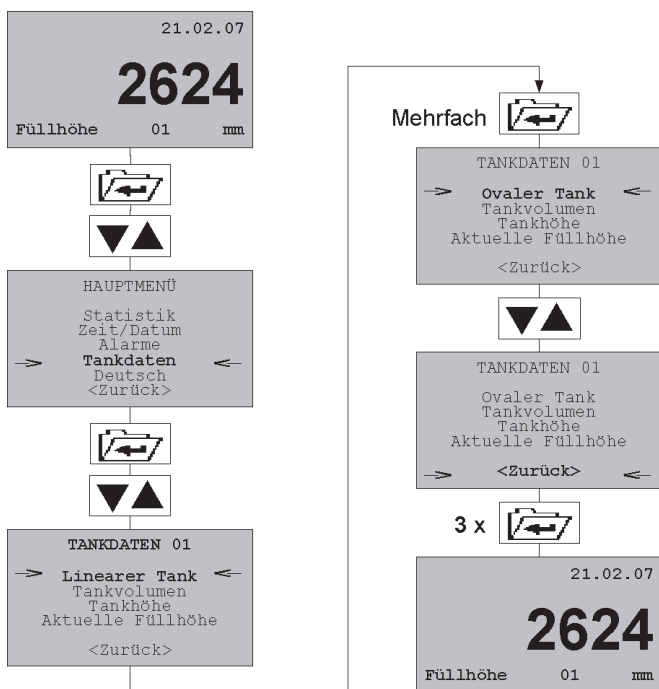 21.02.07
2624
Füllhöhe 01 mm
HAUPTMENÜ
Statistik
Zeit/Datum
Alarme
Tankdaten
Deutsch
<Zurück>
TANKDATEN 01
Linearer Tank
Tankvolumen
Tankhöhe
Aktuelle Füllhöhe
<Zurück>
Mehrfach
TANKDATEN 01
Ovaler Tank
Tankvolumen
Tankhöhe
Aktuelle Füllhöhe
<Zurück>
TANKDATEN 01
Ovaler Tank
Tankvolumen
Tankhöhe
Aktuelle Füllhöhe
<Zurück>
3 x
21.02.07
2624
Füllhöhe 01 mm